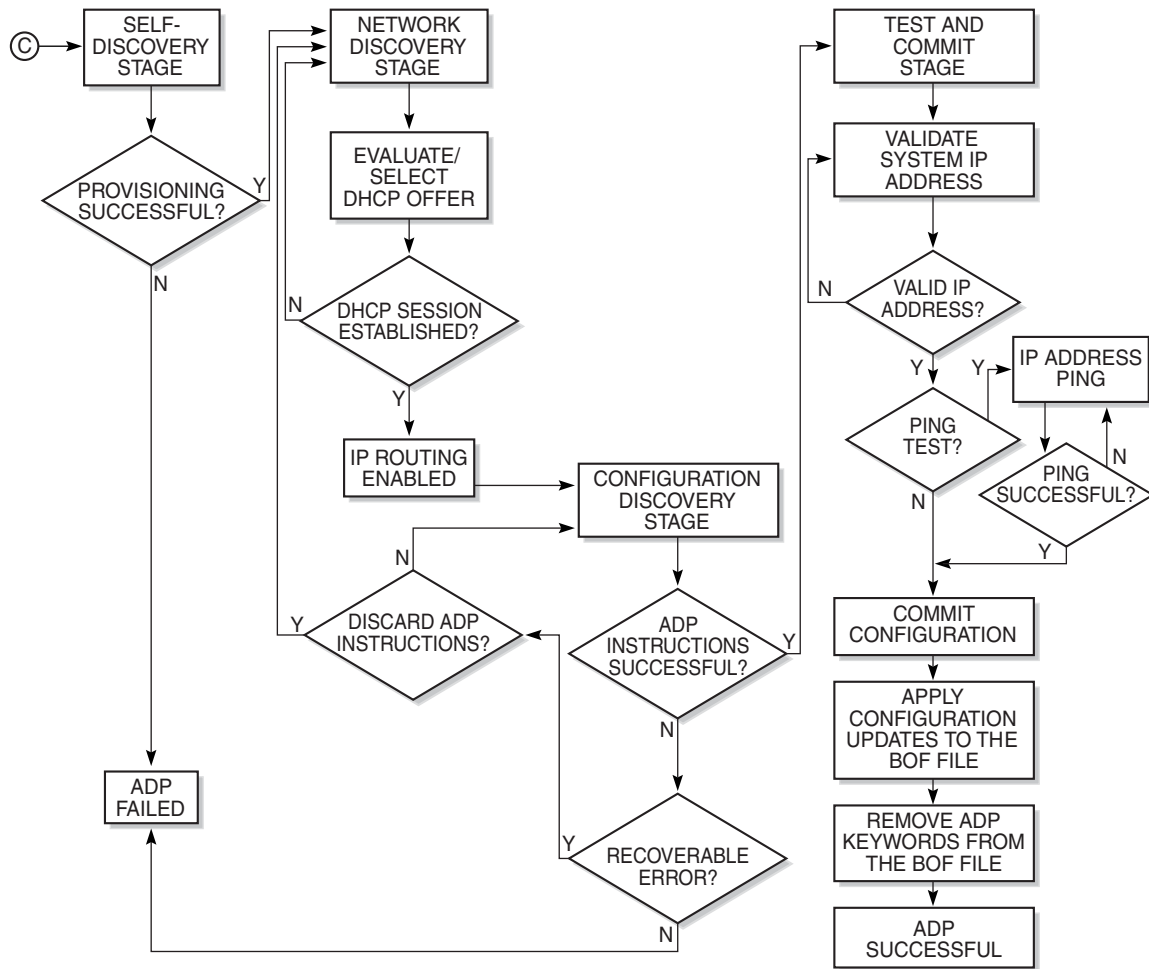 C
SELF-
DISCOVERY
STAGE
PROVISIONING
SUCCESSFUL?
Y
N
ADP
FAILED
NETWORK
DISCOVERY
STAGE
EVALUATE/
SELECT
DHCP OFFER
DHCP SESSION
ESTABLISHED?
N
Y
IP ROUTING
ENABLED
CONFIGURATION
DISCOVERY
STAGE
N
DISCARD ADP
INSTRUCTIONS?
Y
ADP
INSTRUCTIONS
SUCCESSFUL?
Y
N
RECOVERABLE
ERROR?
Y
N
TEST AND
COMMIT
STAGE
VALIDATE
SYSTEM IP
ADDRESS
VALID IP
ADDRESS?
N
Y
PING
TEST?
Y
N
IP ADDRESS
PING
PING
SUCCESSFUL?
N
Y
COMMIT
CONFIGURATION
APPLY
CONFIGURATION
UPDATES TO THE
BOF FILE
REMOVE ADP
KEYWORDS FROM
THE BOF FILE
ADP
SUCCESSFUL